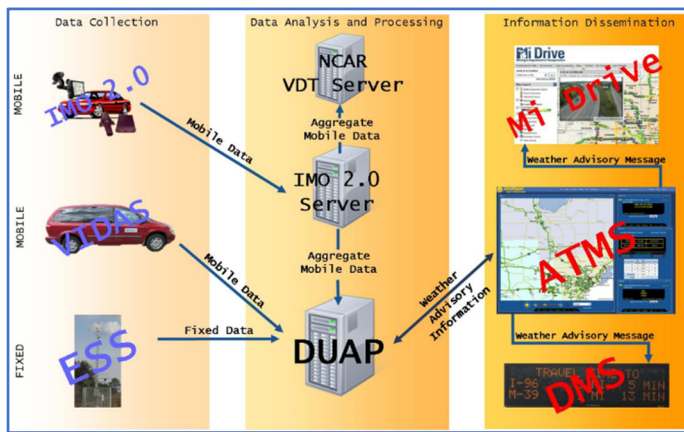 Data Collection
Data Analysis and Processing
Information Dissemination
MOBILE
IMO 2.0
Mobile Data
NCAR
VDT Server
Aggregate
Mobile Data
IMO 2.0
Server
Mi Drive
Mi Drive
Weather Advisory Message
MOBILE
VIDAS
Mobile Data
Aggregate
Mobile Data
Weather
Advisory
Information
ATMS
FIXED
ESS
Fixed Data
DUAP
Weather Advisory Message
DMS
TRAVEL TO
I-96 5 MIN
M-39 MI 13 MIN